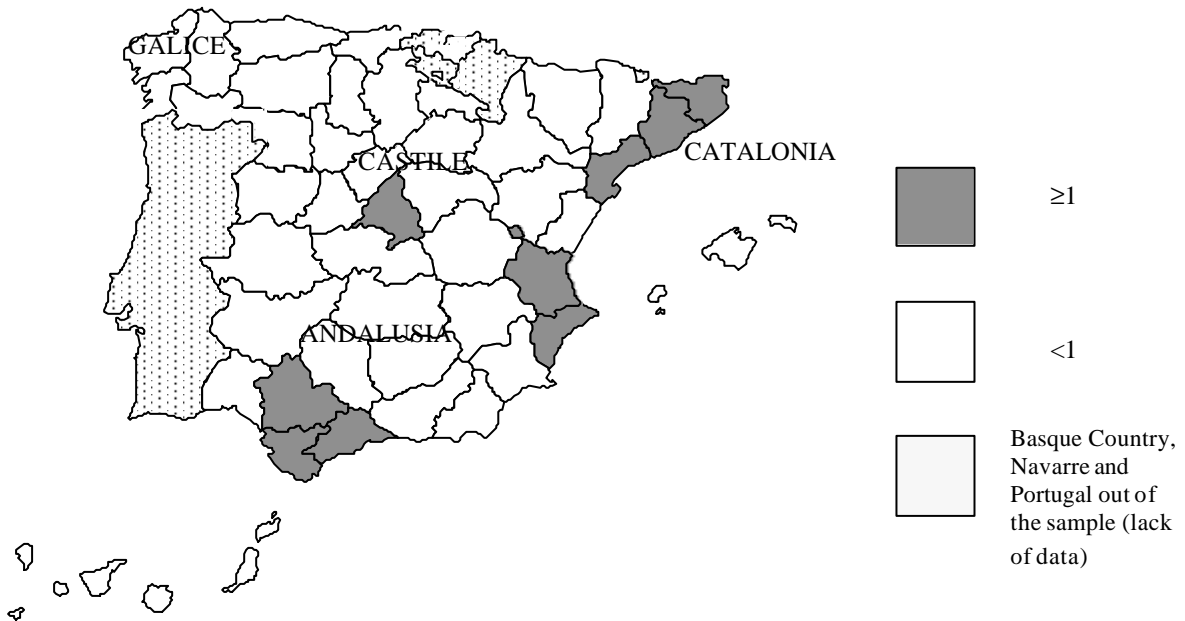 GALICE
CASTILE
CATALONIA
ANDALUSIA
≥1
<1
Basque Country,
Navarre and
Portugal out of
the sample (lack
of data)